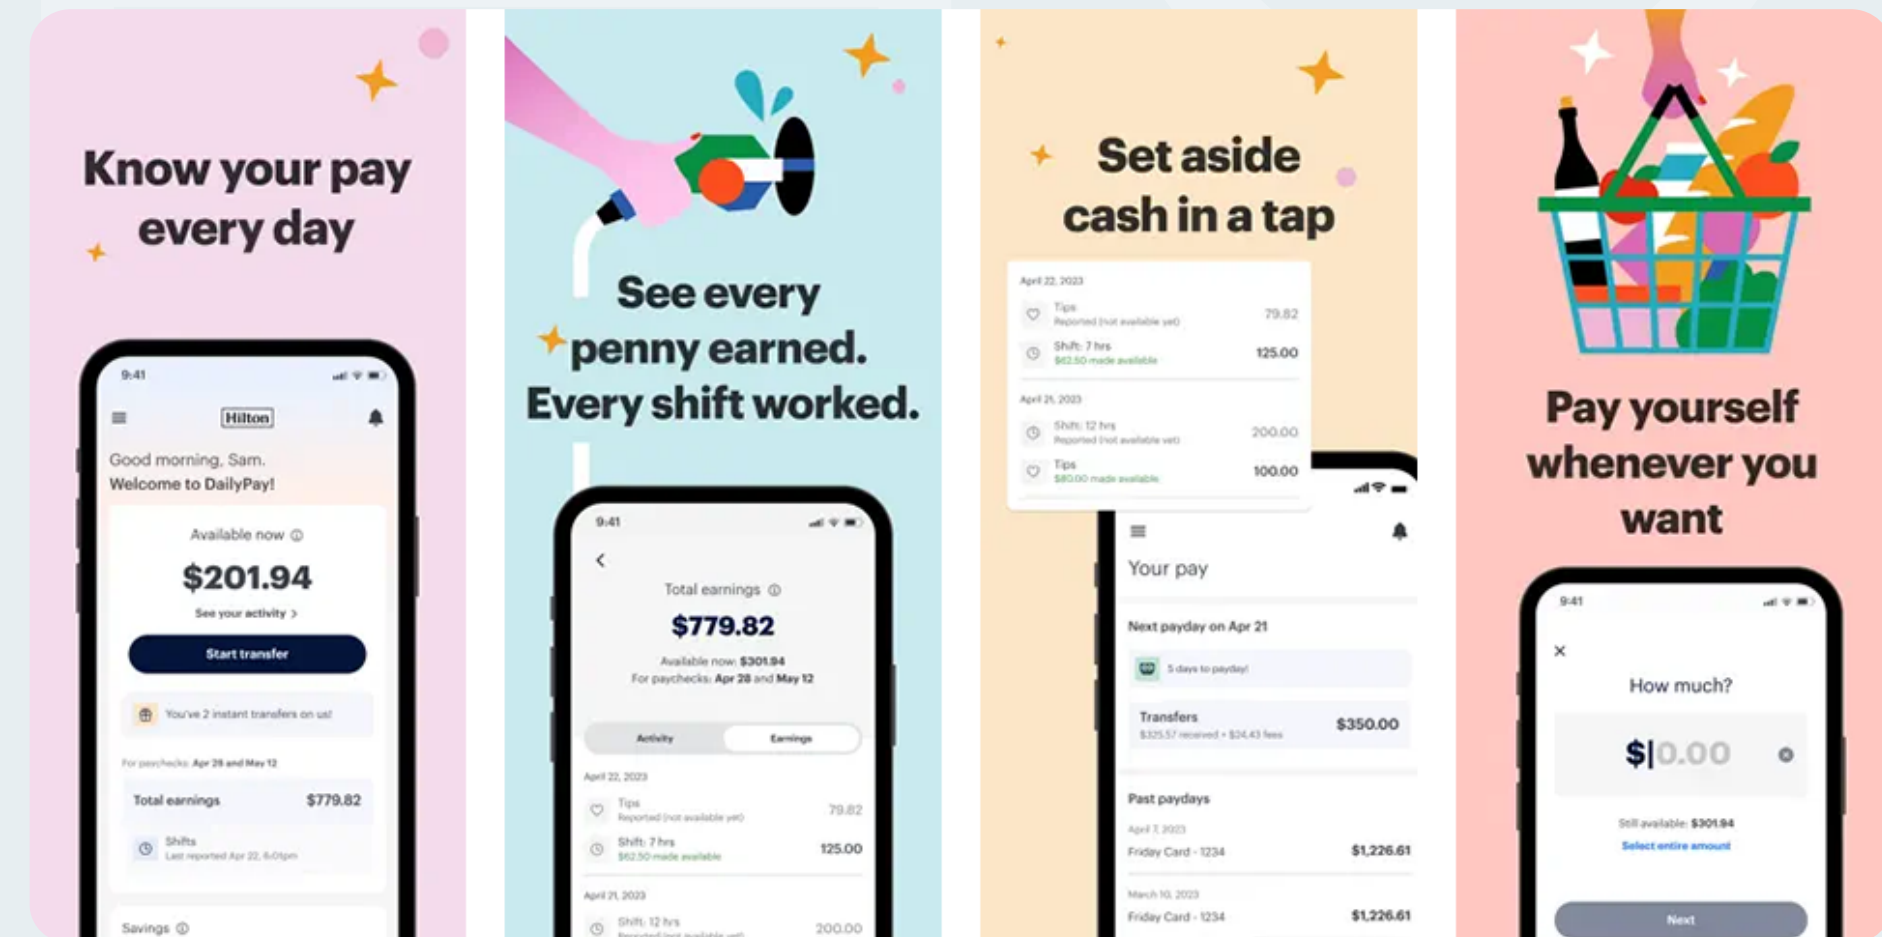 Know your pay
every day
9:41
Hilton
Good morning, Sam.
Welcome to DailyPay!
Available now
$201.94
See your activity >
Start transfer
You've 2 instant transfers on us!
For paychecks: Apr 28 and May 12
Total earnings $779.82
Shifts
Last reported Apr 22, 6:01pm
Savings
See every
penny earned.
Every shift worked.
9:41
Total earnings
$779.82
Available now: $301.94
For paychecks: Apr 28 and May 12
Activity Earnings
April 22, 2023
Tips 79.82
Reported (not available yet)
Shift: 7 hrs 125.00
$62.50 made available
April 21, 2023
Shift: 12 hrs 200.00
Reported (not available yet)
Set aside
cash in a tap
April 22, 2023
Tips 79.82
Reported (not available yet)
Shift: 7 hrs 125.00
$62.50 made available
April 21, 2023
Shift: 12 hrs 200.00
Reported (not available yet)
Tips 100.00
$80.00 made available
Your pay
Next payday on Apr 21
5 days to payday!
Transfers $350.00
$325.57 received + $24.43 fees
Past paydays
April 7, 2023
Friday Card - 1234 $1,226.61
March 10, 2023
Friday Card - 1234 $1,226.61
Pay yourself
whenever you
want
9:41
How much?
$0.00
Still available: $301.94
Select entire amount
Next